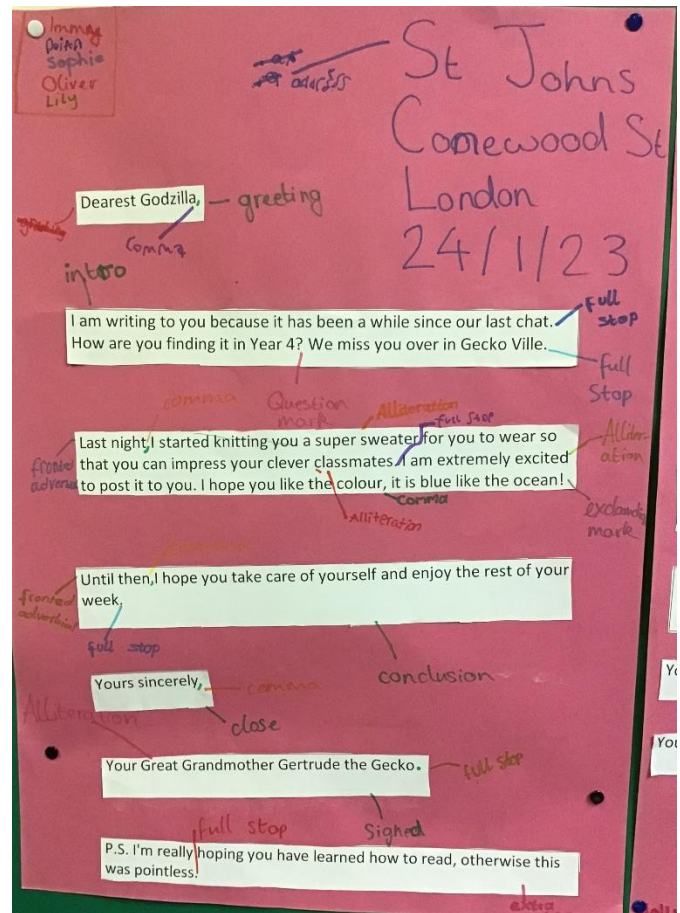 Immy
Sophie
Oliver
Lily
address
St Johns
Comewood St
London
24/1/23
Dearest Godzilla,
greeting
Comma
intro
I am writing to you because it has been a while since our last chat.
full stop
How are you finding it in Year 4? We miss you over in Gecko Ville.
full
Stop
Question
mark
comma
Alliteration
full stop
Last night, I started knitting you a super sweater for you to wear so
that you can impress your clever classmates. I am extremely excited
to post it to you. I hope you like the colour, it is blue like the ocean!
fronted
Allider-
ation
Comma
Alliteration
mark
Until then, I hope you take care of yourself and enjoy the rest of your
week.
fronted
adverbial
full stop
conclusion
Yours sincerely,
comma
close
Alliteration
Your Great Grandmother Gertrude the Gecko.
full stop
Signed
full stop
P.S. I'm really hoping you have learned how to read, otherwise this
was pointless.
extra